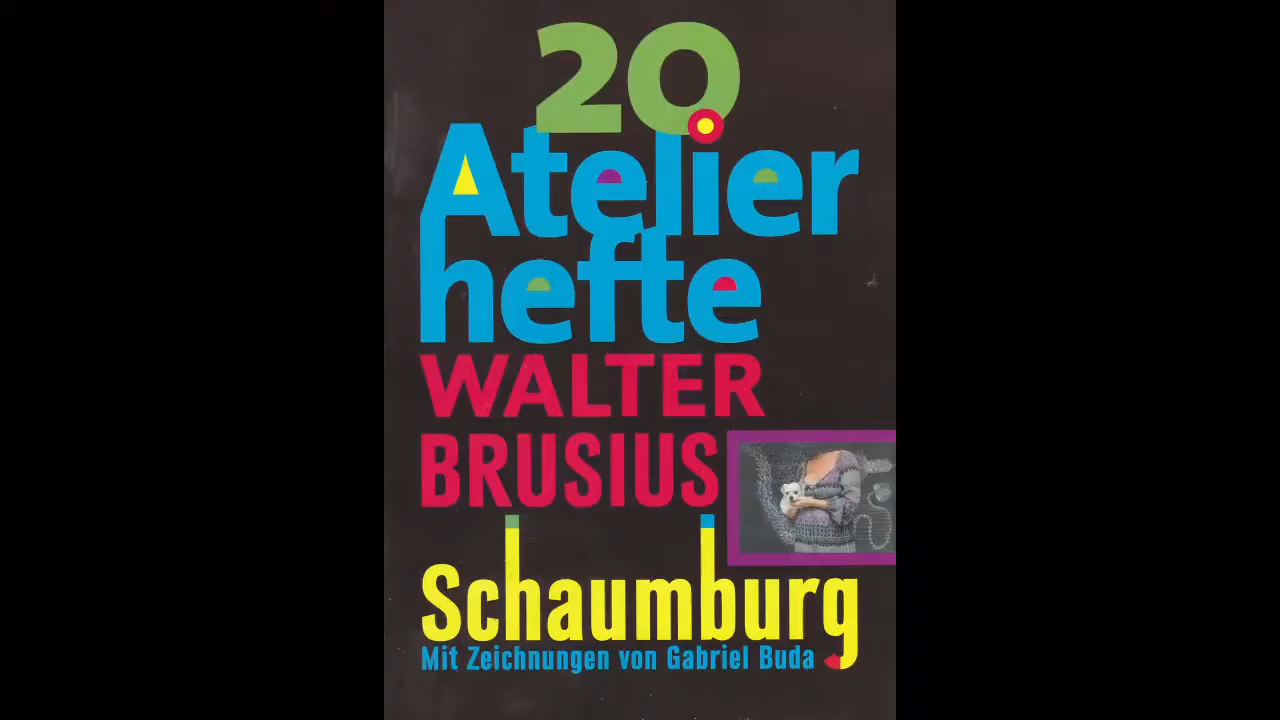 20
Atelier
hefte
WALTER
BRUSIUS
Schaumburg
Mit Zeichnungen von Gabriel Buda